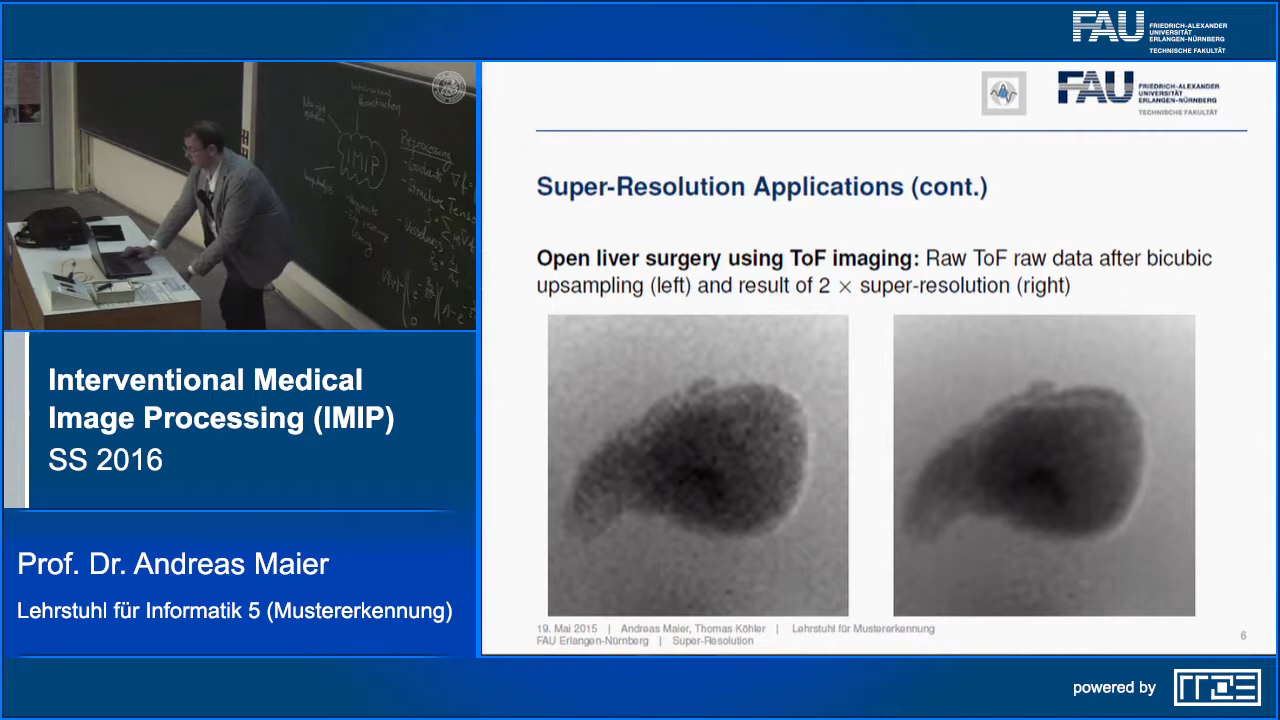 FAU
FRIEDRICH-ALEXANDER
UNIVERSITÄT
ERLANGEN-NÜRNBERG
TECHNISCHE FAKULTÄT
IMIP
Preprocessing
Interventional Medical
Image Processing (IMIP)
SS 2016
Prof. Dr. Andreas Maier
Lehrstuhl für Informatik 5 (Mustererkennung)
FAU
FRIEDRICH-ALEXANDER
UNIVERSITÄT
ERLANGEN-NÜRNBERG
TECHNISCHE FAKULTÄT
Super-Resolution Applications (cont.)
Open liver surgery using ToF imaging: Raw ToF raw data after bicubic
upsampling (left) and result of 2 × super-resolution (right)
19. Mai 2015 | Andreas Maier, Thomas Köhler | Lehrstuhl für Mustererkennung
FAU Erlangen-Nürnberg | Super-Resolution
6
powered by